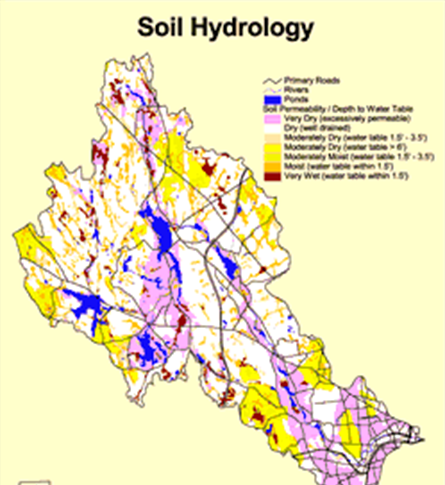 Soil Hydrology
Primary Roads
Rivers
Ponds
Soil Permeability / Depth to Water Table
Very Dry (excessively permeable)
Dry (well drained)
Moderately Dry (water table 1.5' - 3.5')
Moderately Dry (water table > 6')
Moderately Moist (water table 1.5' - 3.5')
Moist (water table within 1.5')
Very Wet (water table within 1.5')